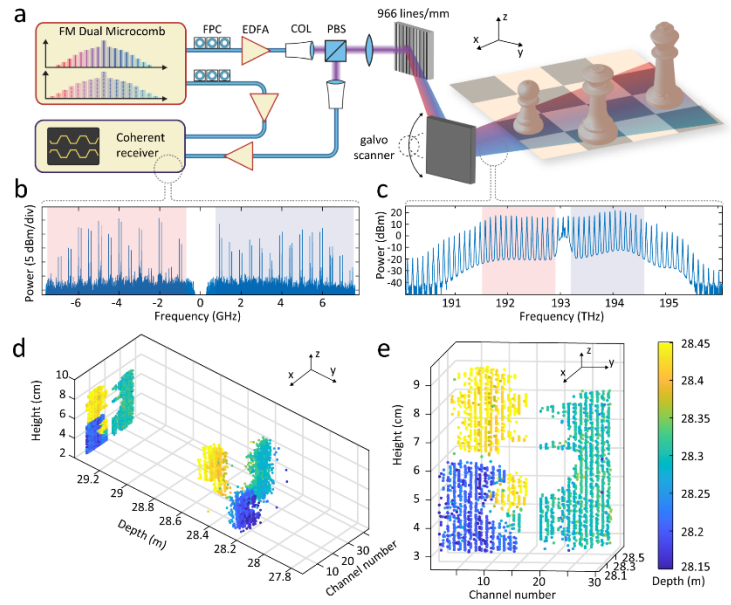 a
FM Dual Microcomb
FPC
EDFA
COL
PBS
966 lines/mm
z
x
y
Coherent
receiver
galvo
scanner
b
Power (5 dBm/div)
-6
-4
-2
0
2
4
6
Frequency (GHz)
c
Power (dBm)
20
10
0
-10
-20
-30
-40
191
192
193
194
195
Frequency (THz)
d
z
x
y
Height (cm)
10
8
6
4
2
29.2
29
28.8
28.6
28.4
28.2
28
27.8
Depth (m)
10
20
30
Channel number
e
z
x
y
Height (cm)
9
8
7
6
5
4
3
10
20
30
Channel number
28.5
28.3
28.1
Depth (m)
28.45
28.4
28.35
28.3
28.25
28.2
28.15